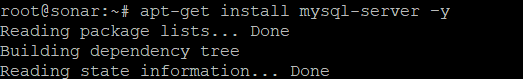 root@sonar:~# apt-get install mysql-server -y
Reading package lists... Done
Building dependency tree
Reading state information... Done